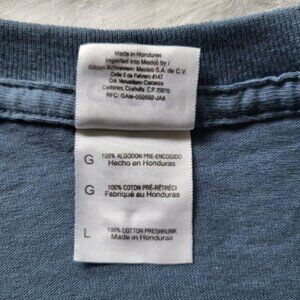 Made in Honduras
Imported into Mexico by /
Gildan Activewear Mexico S.A. de C.V.
Calle 5 de Febrero #147
Col. Venustiano Carranza
Castaños, Coahuila C.P. 25870
RFC: GAM-050502-JA8
G 100% ALGODON PRE-ENCOGIDO
Hecho en Honduras
G 100% COTON PRÉ-RÉTRÉCI
Fabriqué au Honduras
L 100% COTTON PRESHRUNK
Made in Honduras